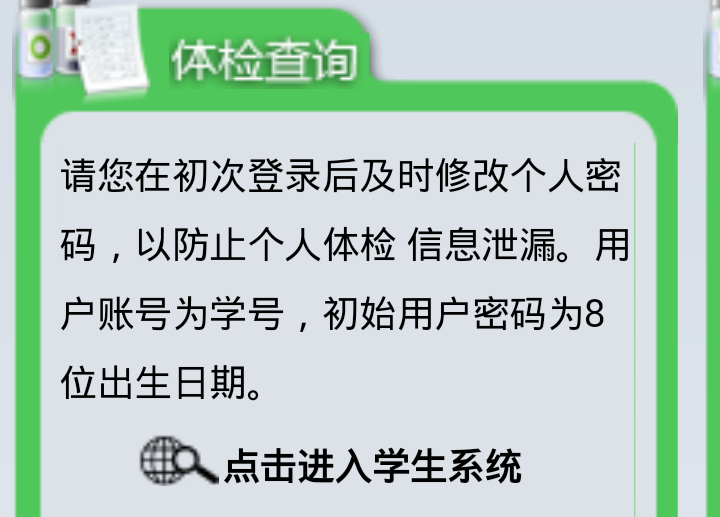 体检查询
请您在初次登录后及时修改个人密
码，以防止个人体检 信息泄漏。用
户账号为学号，初始用户密码为8
位出生日期。
点击进入学生系统